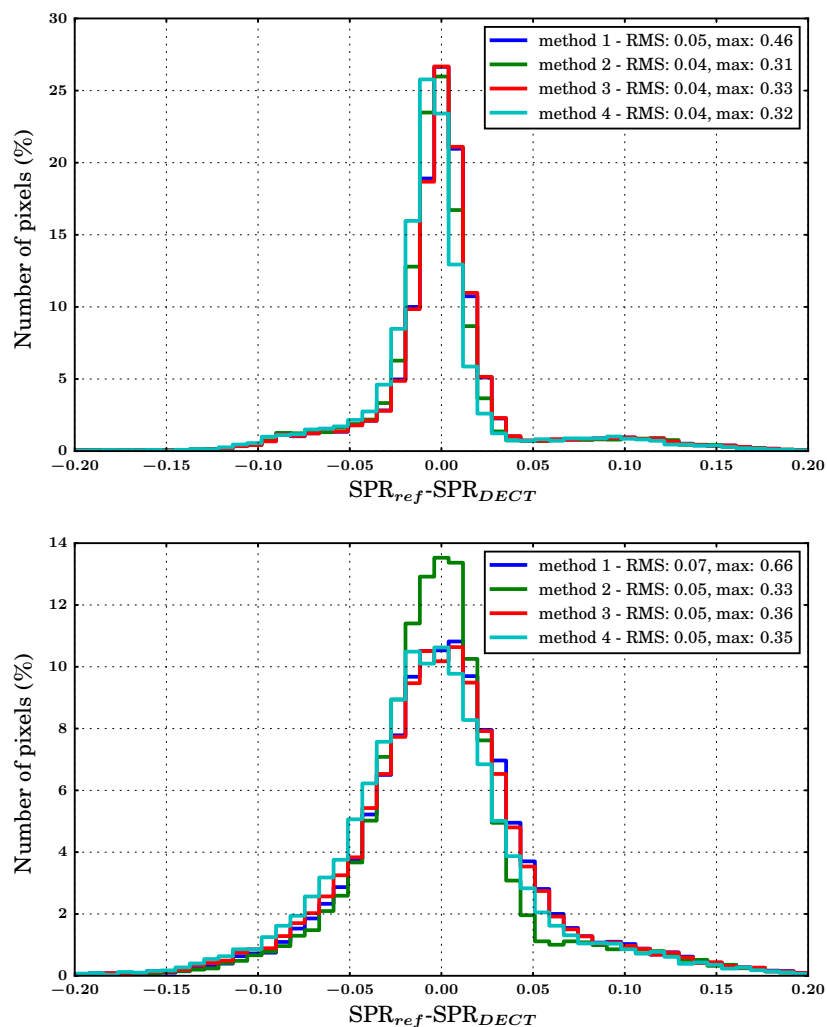 30
25
20
15
10
5
0
Number of pixels (%)
method 1 - RMS: 0.05, max: 0.46
method 2 - RMS: 0.04, max: 0.31
method 3 - RMS: 0.04, max: 0.33
method 4 - RMS: 0.04, max: 0.32
−0.20 −0.15 −0.10 −0.05 0.00 0.05 0.10 0.15 0.20
SPRref-SPRDECT
14
12
10
8
6
4
2
0
Number of pixels (%)
method 1 - RMS: 0.07, max: 0.66
method 2 - RMS: 0.05, max: 0.33
method 3 - RMS: 0.05, max: 0.36
method 4 - RMS: 0.05, max: 0.35
−0.20 −0.15 −0.10 −0.05 0.00 0.05 0.10 0.15 0.20
SPRref-SPRDECT